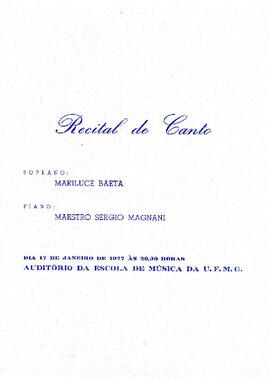 Recital de Canto
SOPRANO:
MARILUCE BAETA
PIANO:
MAESTRO SERGIO MAGNANI
DIA 17 DE JANEIRO DE 1977 ÀS 20,30 HORAS
AUDITÓRIO DA ESCOLA DE MÚSICA DA U.F.M.G.